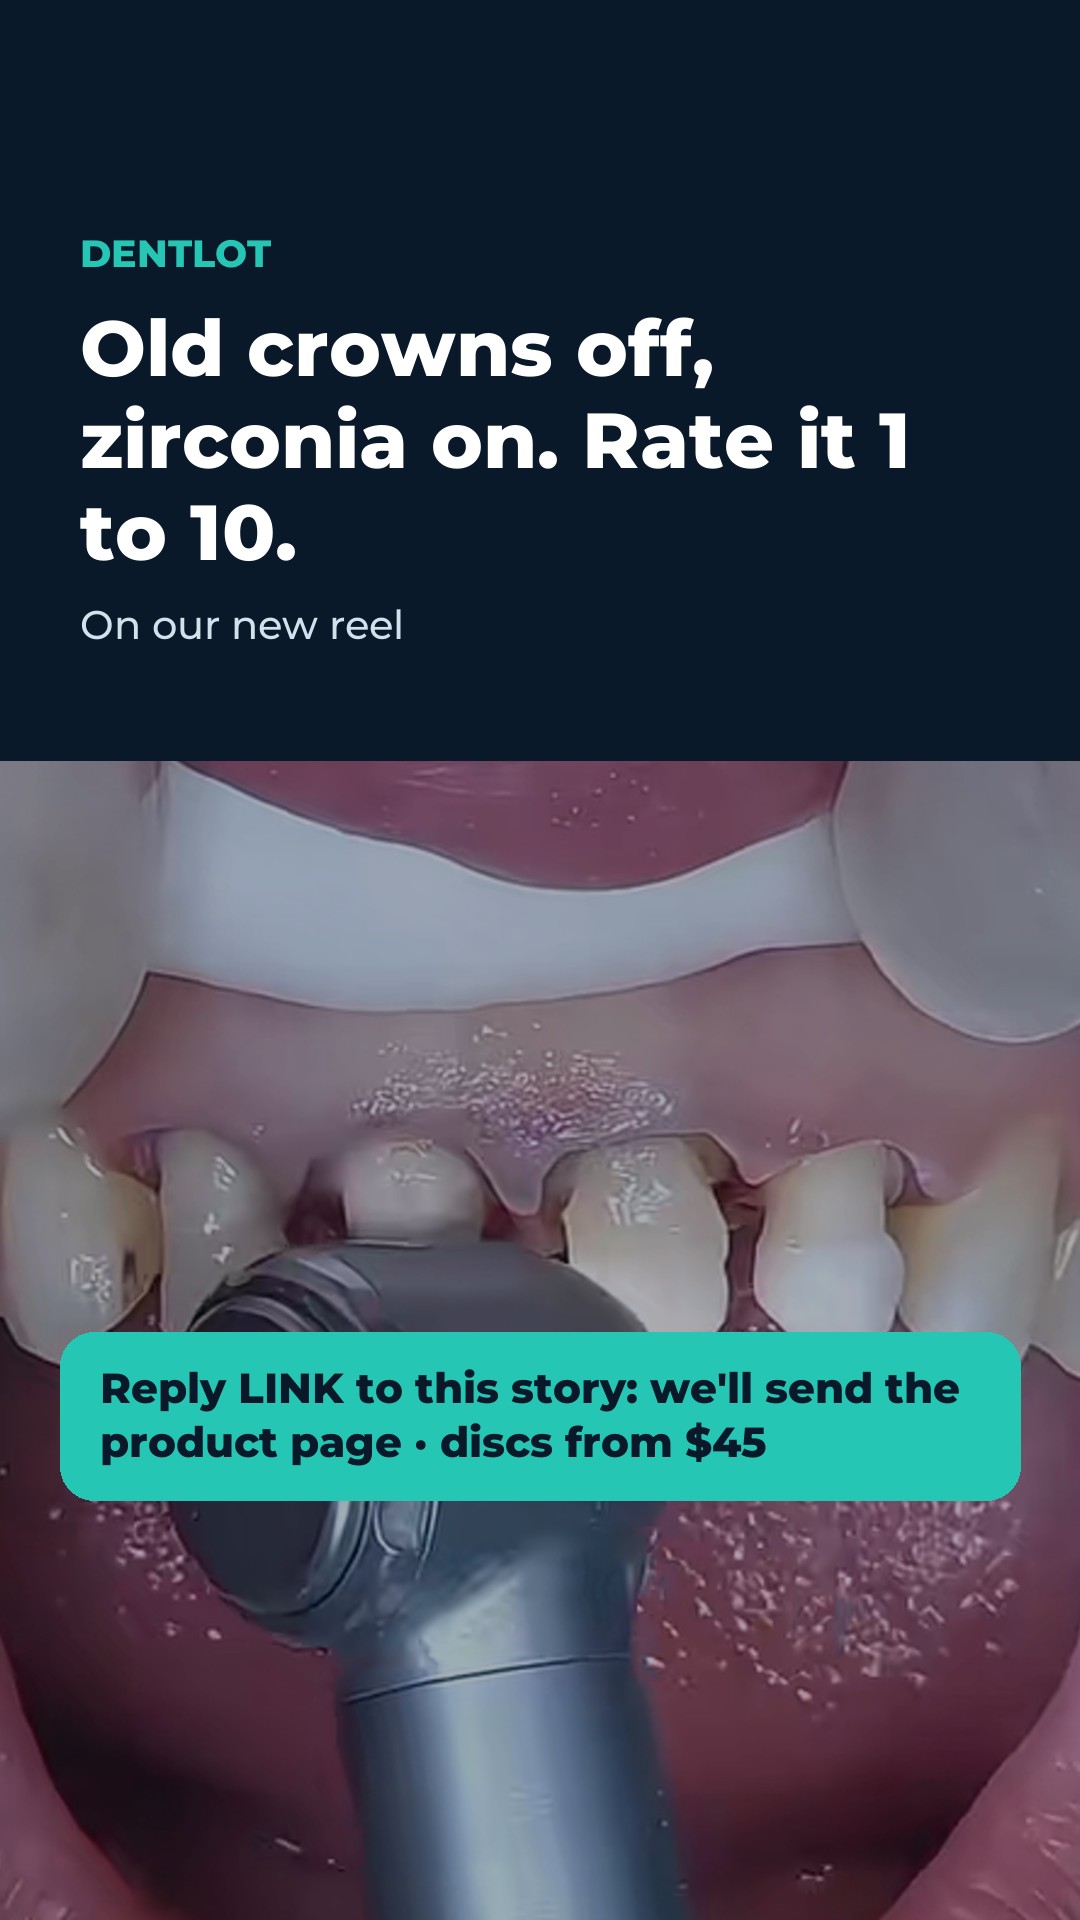 DENTLOT
Old crowns off,
zirconia on. Rate it 1
to 10.
On our new reel
Reply LINK to this story: we'll send the
product page · discs from $45